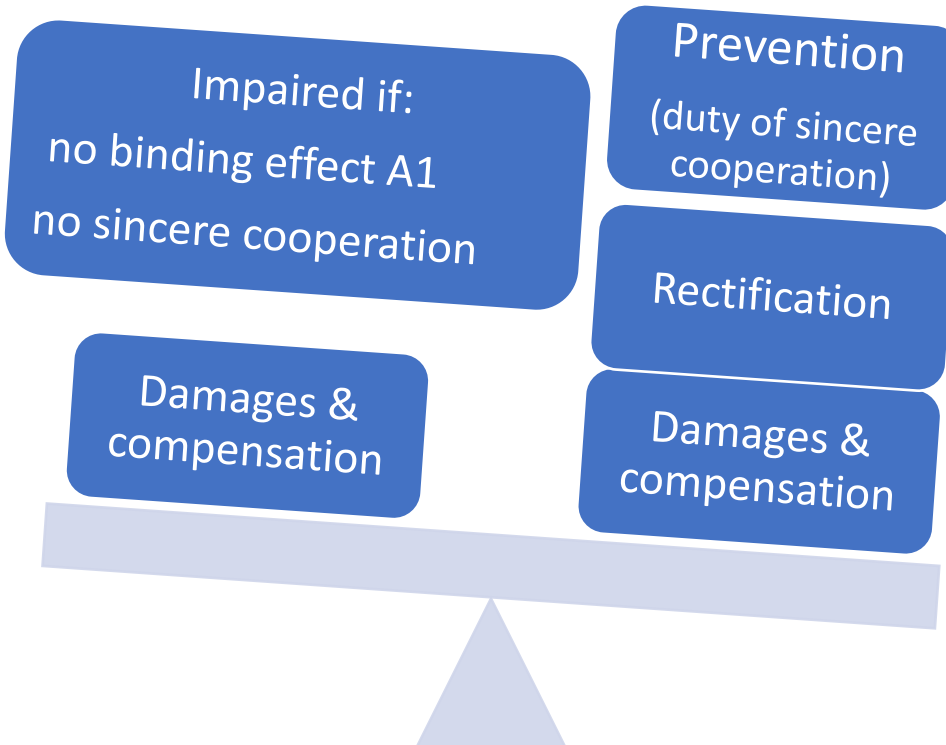 Impaired if:
no binding effect A1
no sincere cooperation
Damages &
compensation
Prevention
(duty of sincere
cooperation)
Rectification
Damages &
compensation